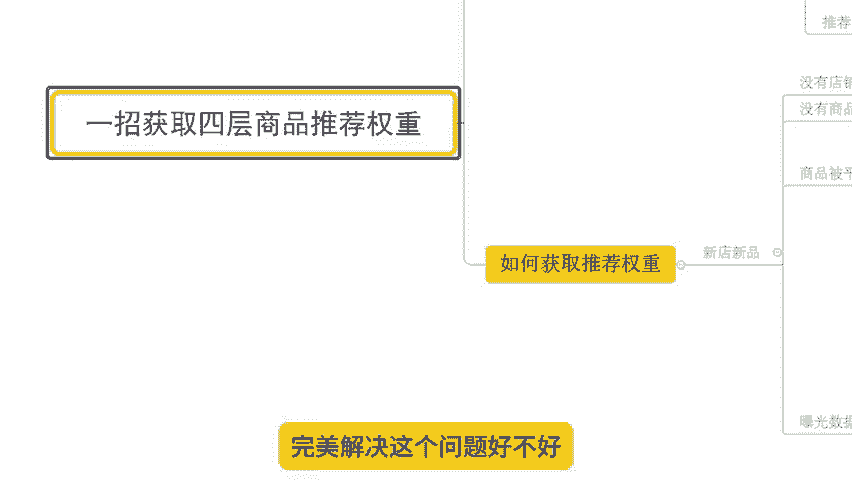 推荐
没有店销
没有商品
一招获取四层商品推荐权重
商品被平
新店新品
如何获取推荐权重
曝光数据
完美解决这个问题好不好